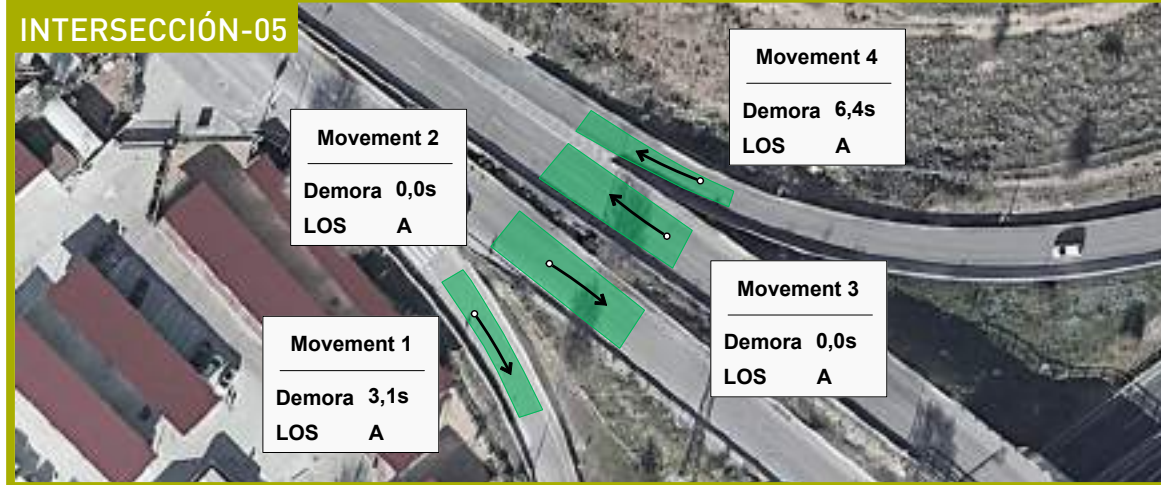 INTERSECCIÓN-05
Movement 4
Demora 6,4s
LOS A
Movement 2
Demora 0,0s
LOS A
Movement 3
Demora 0,0s
LOS A
Movement 1
Demora 3,1s
LOS A